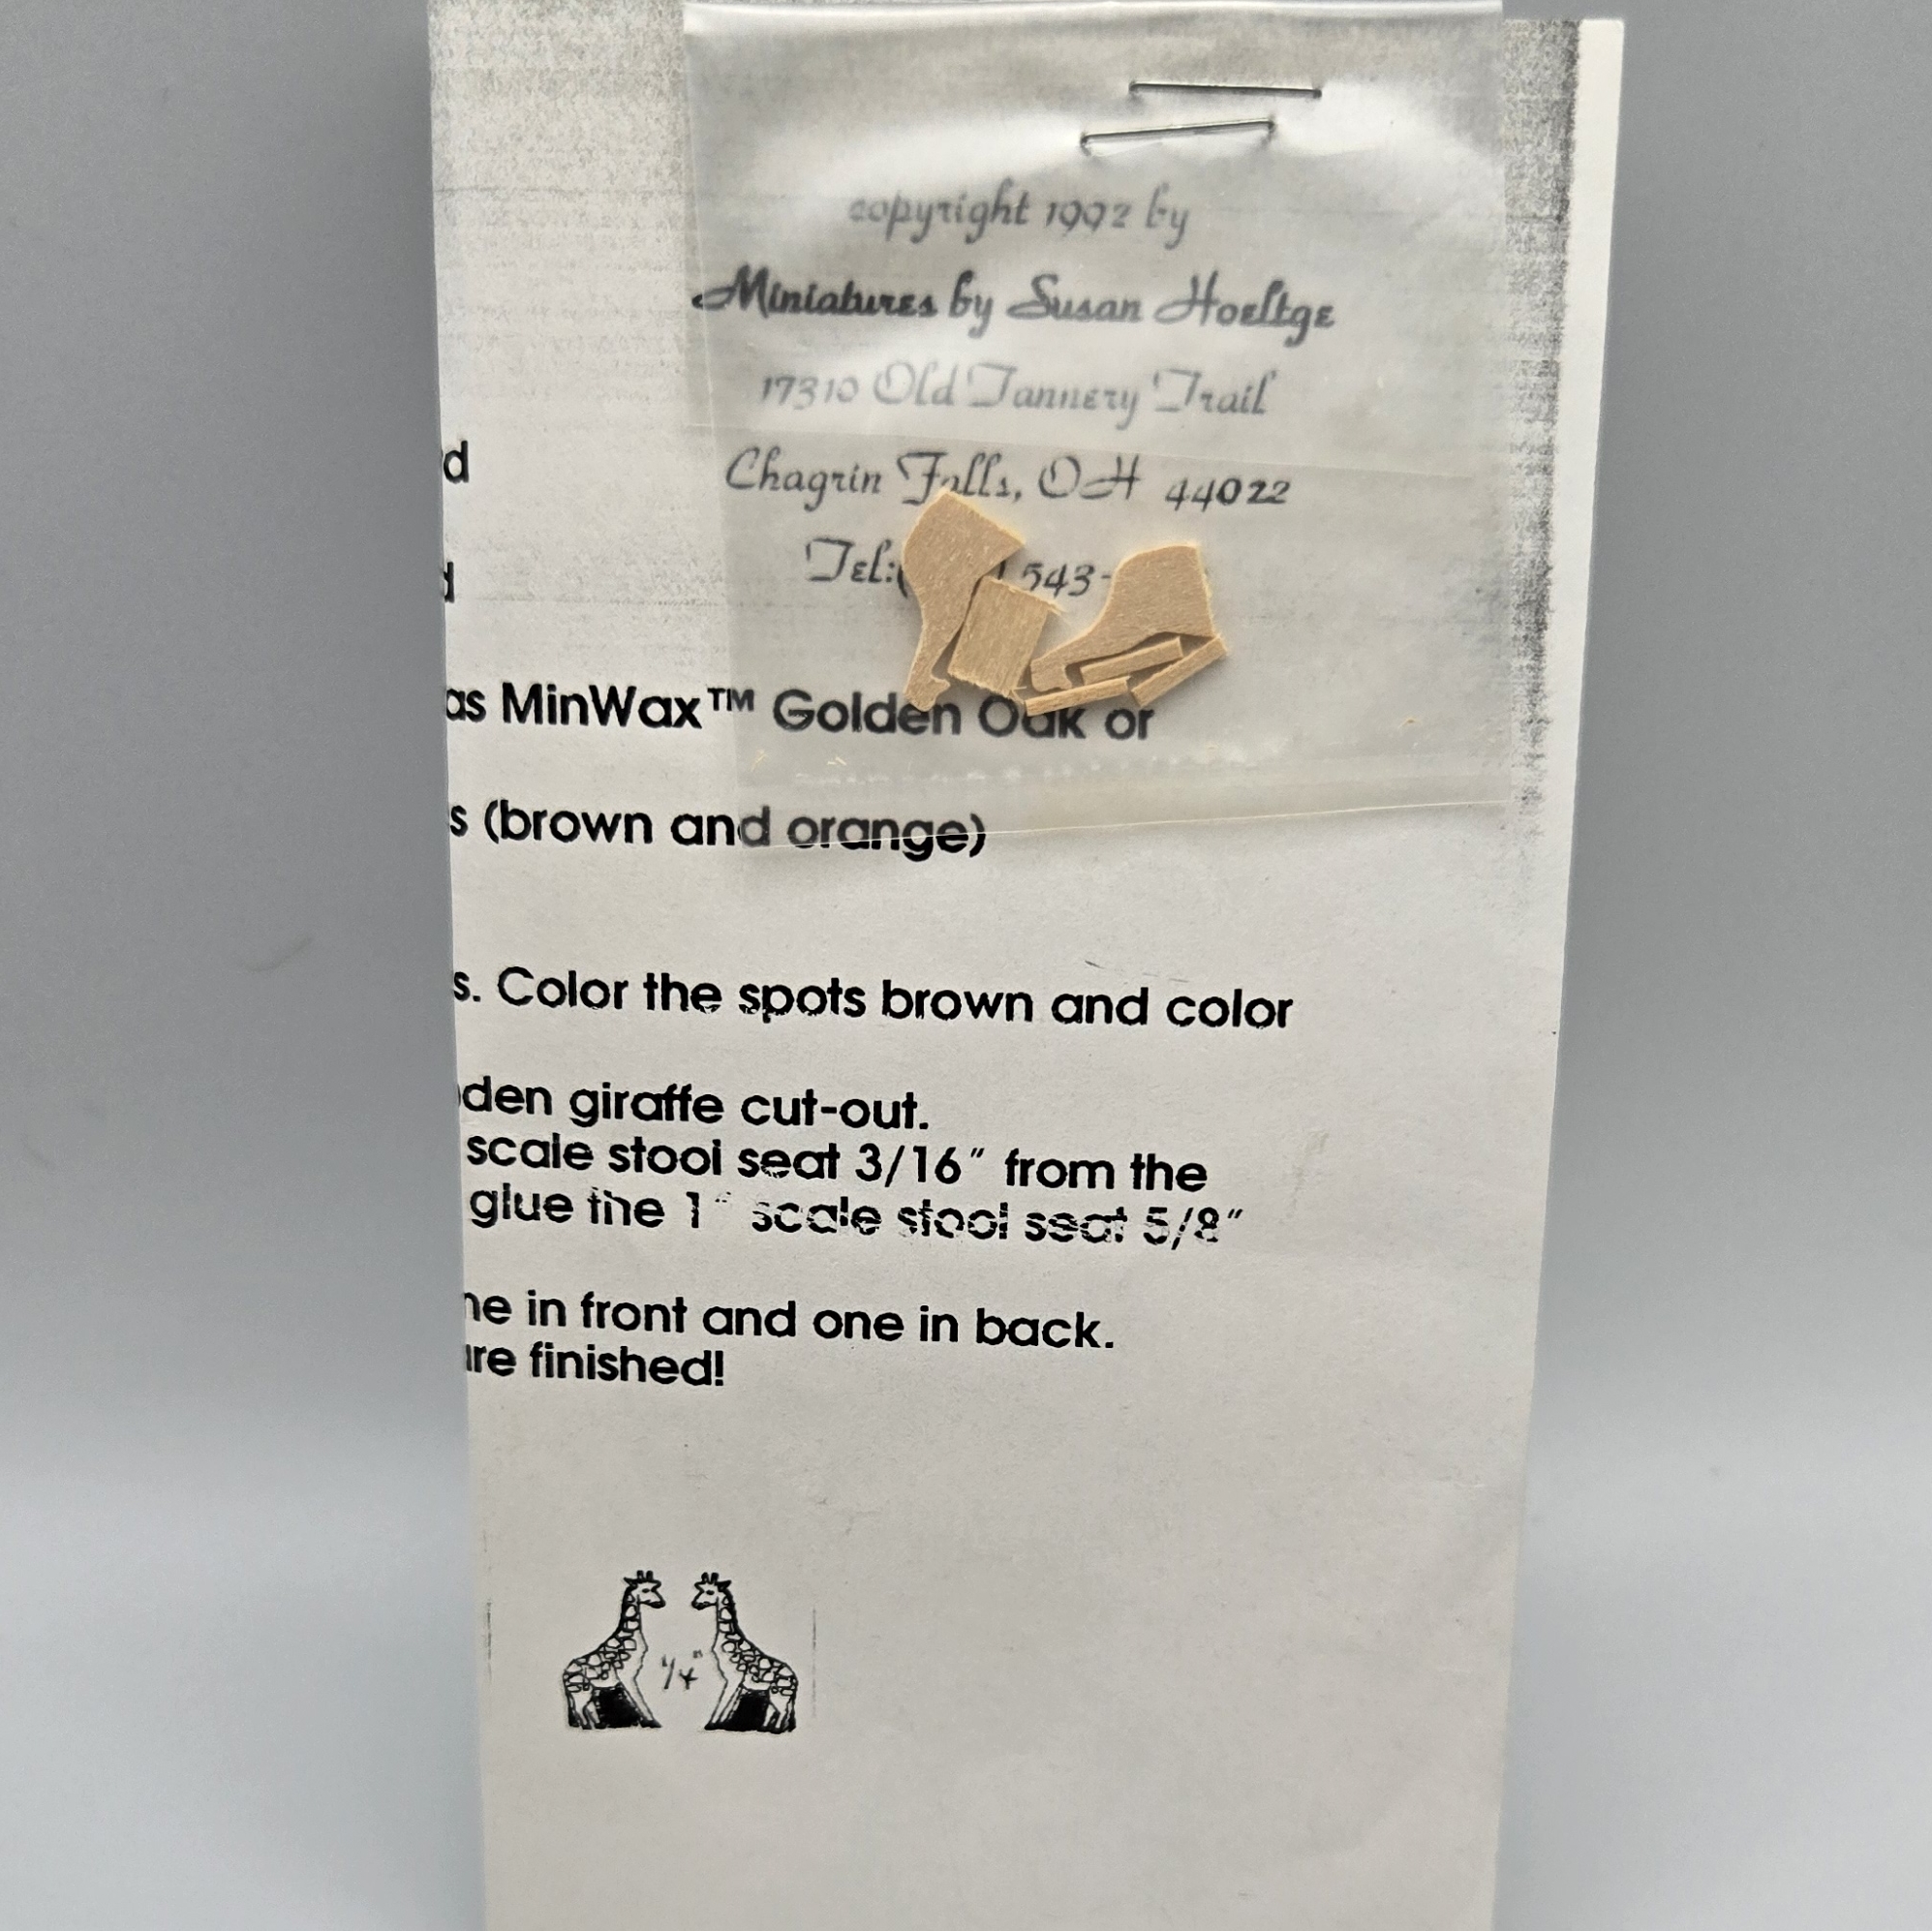 copyright 1992 by
Miniatures by Susan Hoeltge
17310 Old Tannery Trail
Chagrin Falls, OH 44022
Tel:( ) 543-
d
d
as MinWax™ Golden Oak or
s (brown and orange)
s. Color the spots brown and color
den giraffe cut-out.
scale stool seat 3/16" from the
glue the 1" scale stool seat 5/8"
ne in front and one in back.
are finished!
1/4"